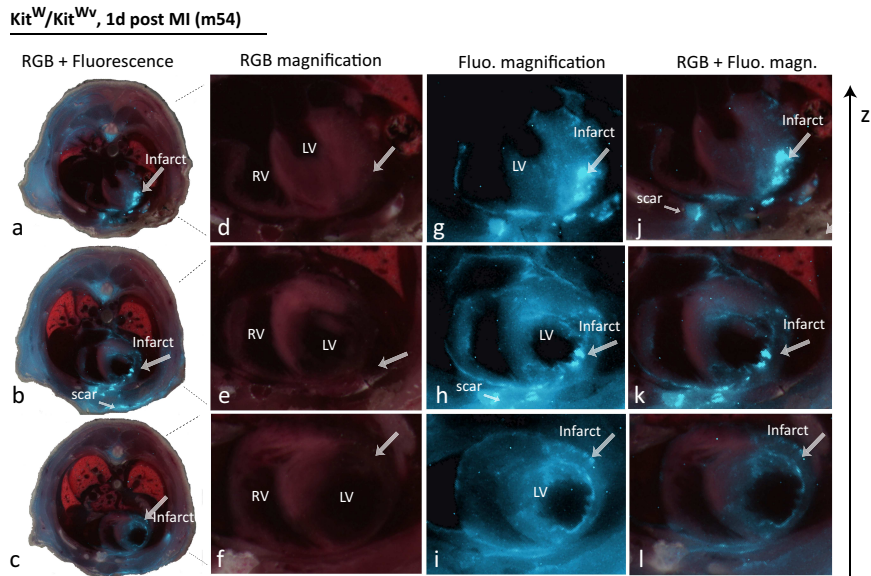 Kit^W/Kit^Wv, 1d post MI (m54)
RGB + Fluorescence
RGB magnification
Fluo. magnification
RGB + Fluo. magn.
z
Infarct
a
LV
RV
d
Infarct
LV
g
Infarct
scar
j
Infarct
scar
b
RV
LV
e
LV
Infarct
scar
h
Infarct
k
Infarct
c
RV
LV
f
Infarct
LV
i
Infarct
l